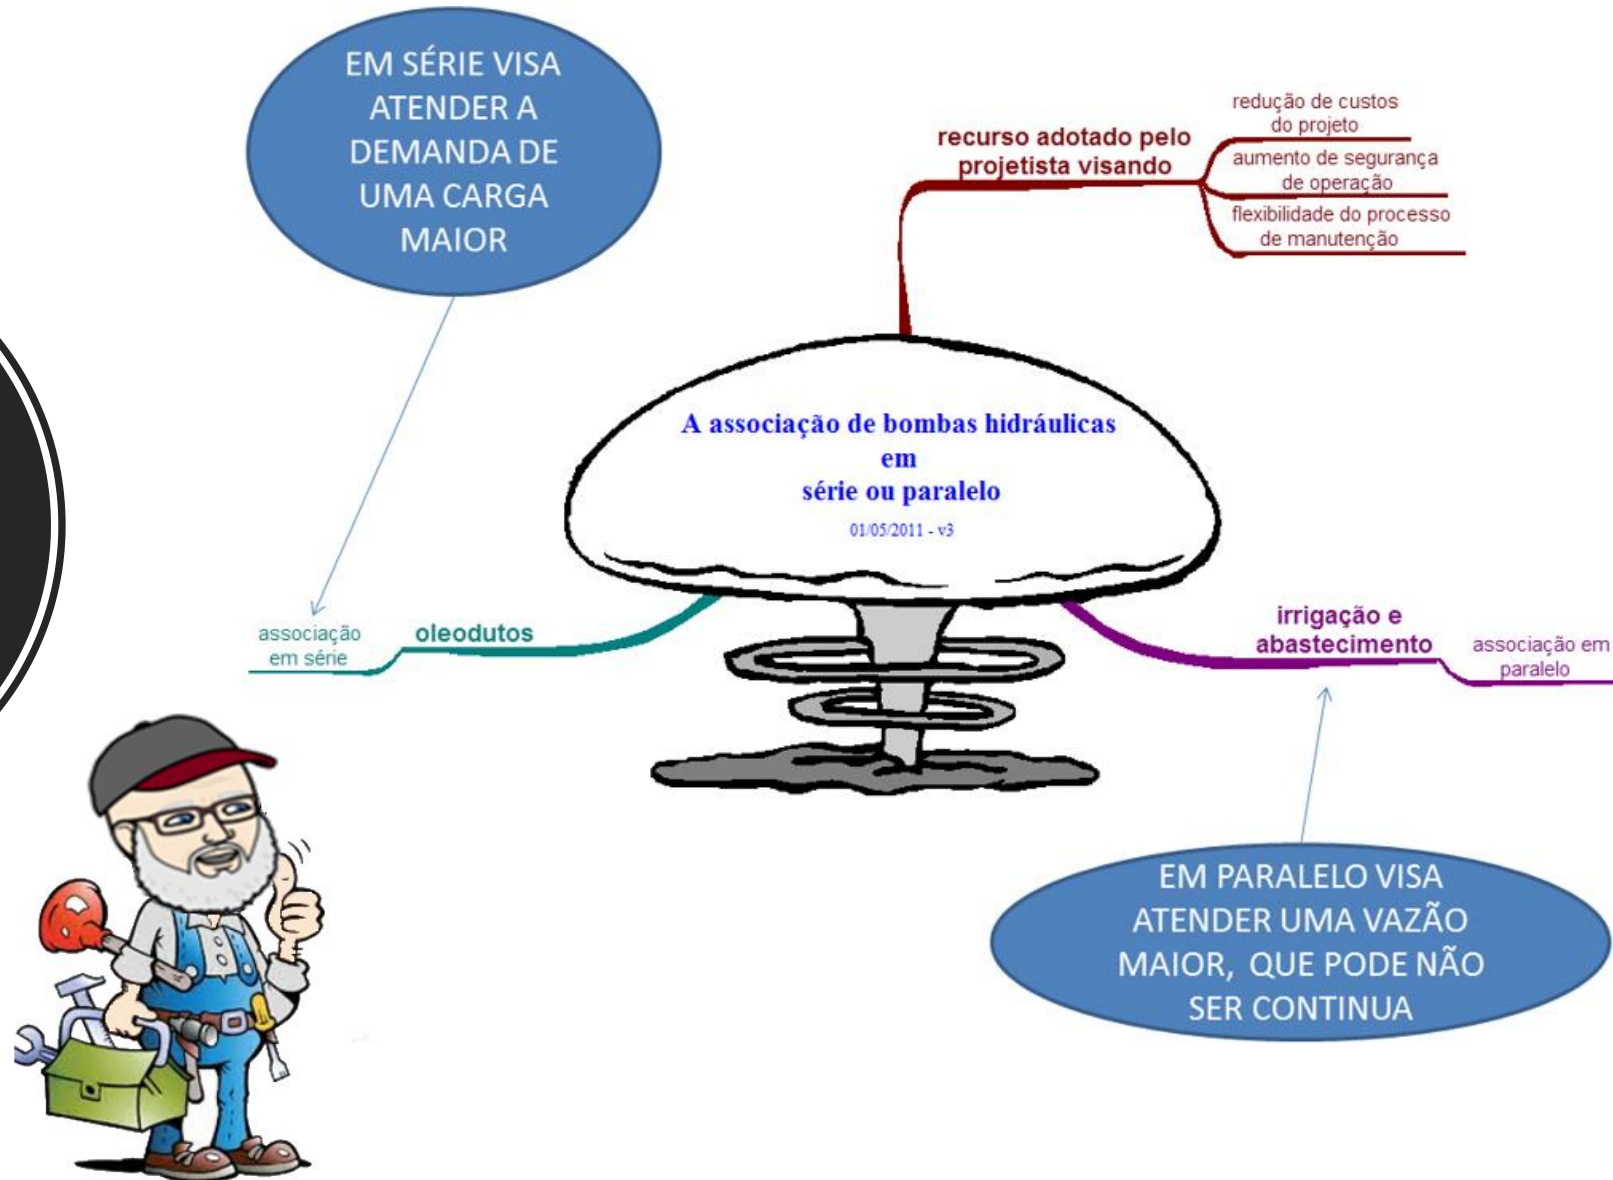 EM SÉRIE VISA
ATENDER A
DEMANDA DE
UMA CARGA
MAIOR
recurso adotado pelo
projetista visando
redução de custos
do projeto
aumento de segurança
de operação
flexibilidade do processo
de manutenção
A associação de bombas hidráulicas
em
série ou paralelo
01/05/2011 - v3
associação
em série
oleodutos
irrigação e
abastecimento
associação em
paralelo
EM PARALELO VISA
ATENDER UMA VAZÃO
MAIOR, QUE PODE NÃO
SER CONTINUA